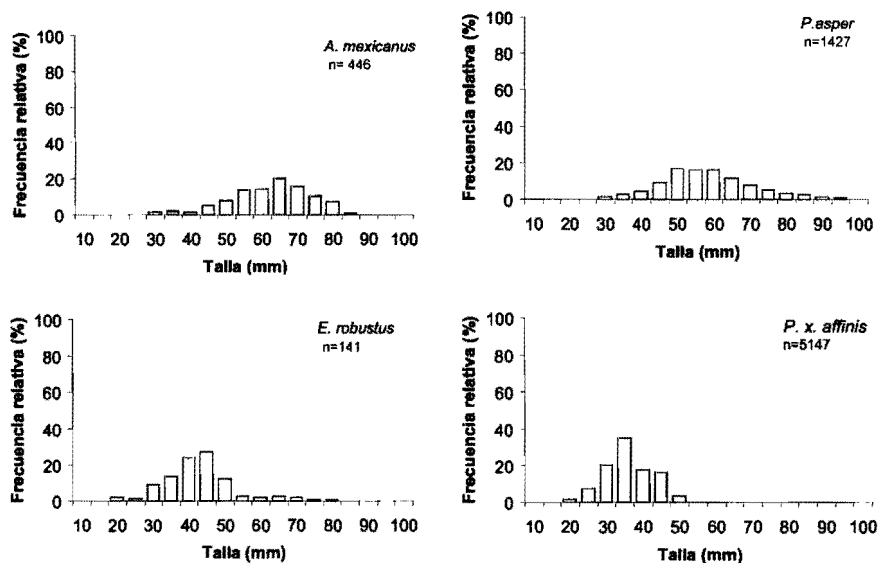 A. mexicanus
n= 446
Frecuencia relativa (%)
100
80
60
40
20
0
10 20 30 40 50 60 70 80 90 100
Talla (mm)
P.asper
n=1427
Frecuencia relativa (%)
100
80
60
40
20
0
10 20 30 40 50 60 70 80 90 100
Talla (mm)
E. robustus
n=141
Frecuencia relativa (%)
100
80
60
40
20
0
10 20 30 40 50 60 70 80 90 100
Talla (mm)
P. x. affinis
n=5147
Frecuencia relativa (%)
100
80
60
40
20
0
10 20 30 40 50 60 70 80 90 100
Talla (mm)